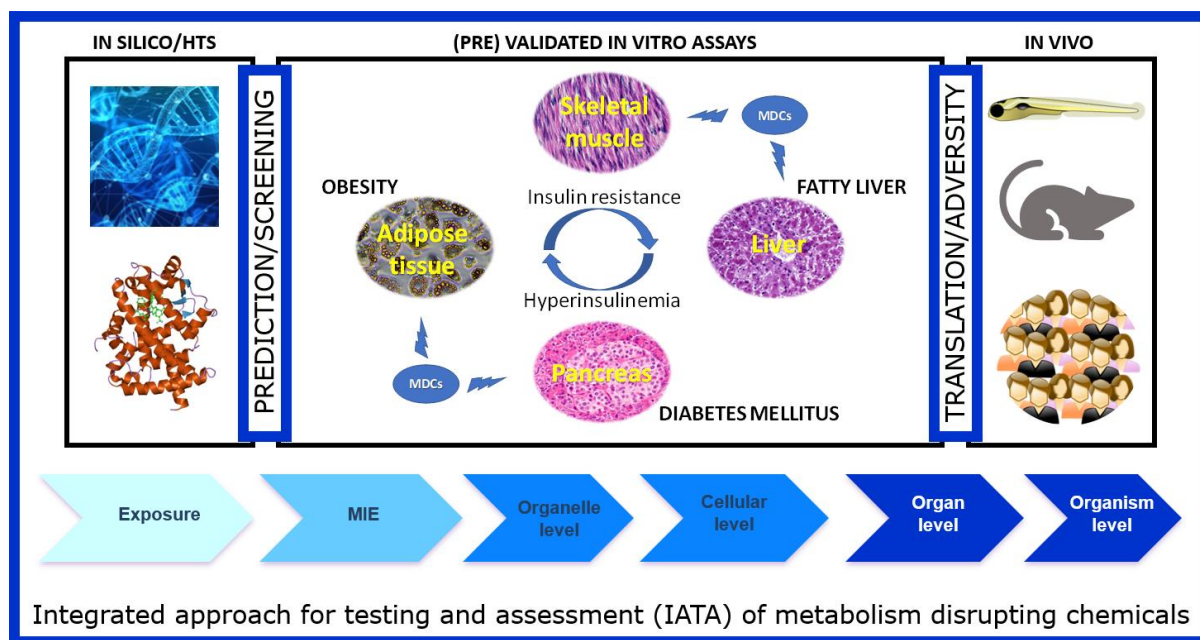 IN SILICO/HTS
(PRE) VALIDATED IN VITRO ASSAYS
IN VIVO
PREDICTION/SCREENING
Skeletal
muscle
MDCs
OBESITY
Adipose
tissue
Insulin resistance
Hyperinsulinemia
FATTY LIVER
Liver
MDCs
Pancreas
DIABETES MELLITUS
TRANSLATION/ADVERSITY
Exposure
MIE
Organelle
level
Cellular
level
Organ
level
Organism
level
Integrated approach for testing and assessment (IATA) of metabolism disrupting chemicals